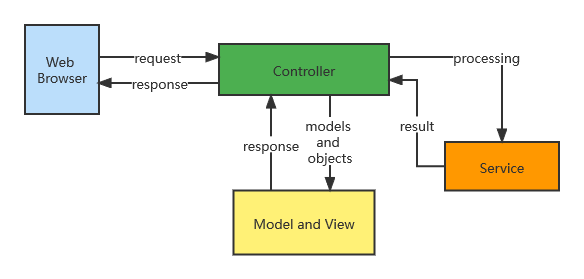 Web
Browser
request
response
Controller
processing
models
and
objects
response
result
Service
Model and View